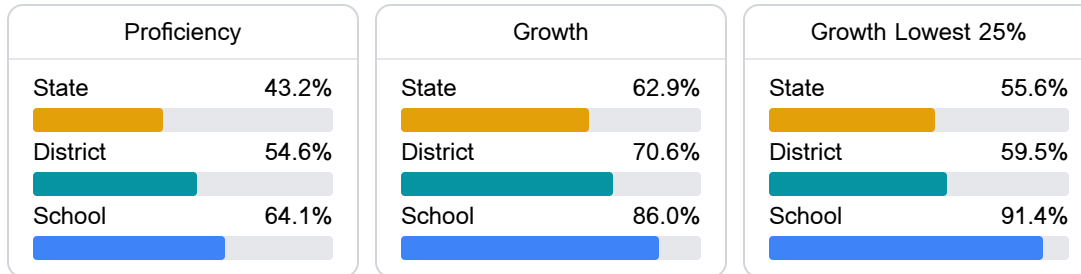 Proficiency
State 43.2%
District 54.6%
School 64.1%
Growth
State 62.9%
District 70.6%
School 86.0%
Growth Lowest 25%
State 55.6%
District 59.5%
School 91.4%